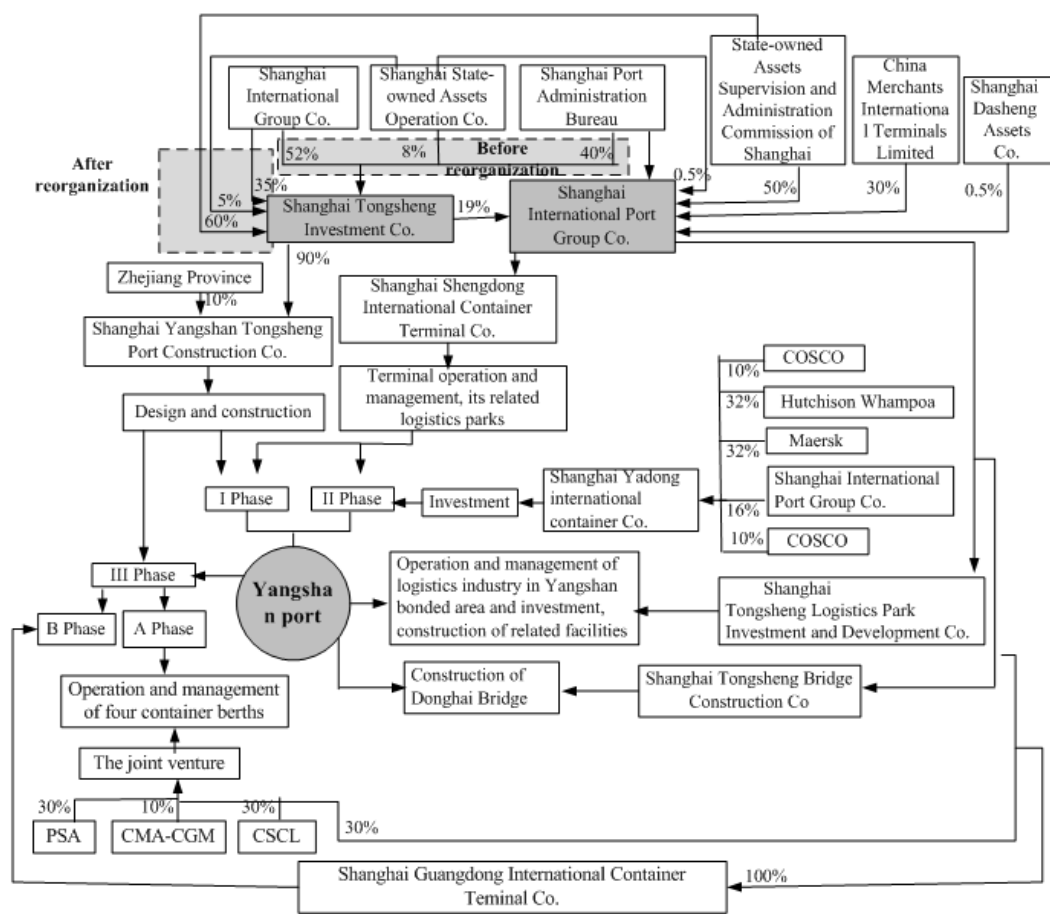 Shanghai
International
Group Co.
Shanghai State-
owned Assets
Operation Co.
Shanghai Port
Administration
Bureau
State-owned
Assets
Supervision and
Administration
Commission of
Shanghai
China
Merchants
Internationa
l Terminals
Limited
Shanghai
Dasheng
Assets
Co.
After
reorganization
52%
8%
Before
reorganization
40%
35%
5%
60%
0.5%
50%
30%
0.5%
Shanghai Tongsheng
Investment Co.
19%
Shanghai
International Port
Group Co.
90%
Zhejiang Province
10%
Shanghai Yangshan Tongsheng
Port Construction Co.
Shanghai Shengdong
International Container
Terminal Co.
Design and construction
Terminal operation and
management, its related
logistics parks
COSCO
10%
Hutchison Whampoa
32%
Maersk
32%
Shanghai International
Port Group Co.
16%
COSCO
10%
I Phase
II Phase
Investment
Shanghai Yadong
international
container Co.
III Phase
Yangsha
n port
Operation and management of
logistics industry in Yangshan
bonded area and investment,
construction of related facilities
Shanghai
Tongsheng Logistics Park
Investment and Development Co.
B Phase
A Phase
Construction of
Donghai Bridge
Shanghai Tongsheng Bridge
Construction Co
Operation and management
of four container berths
The joint venture
30%
10%
30%
30%
PSA
CMA-CGM
CSCL
Shanghai Guangdong International Container
Teminal Co.
100%